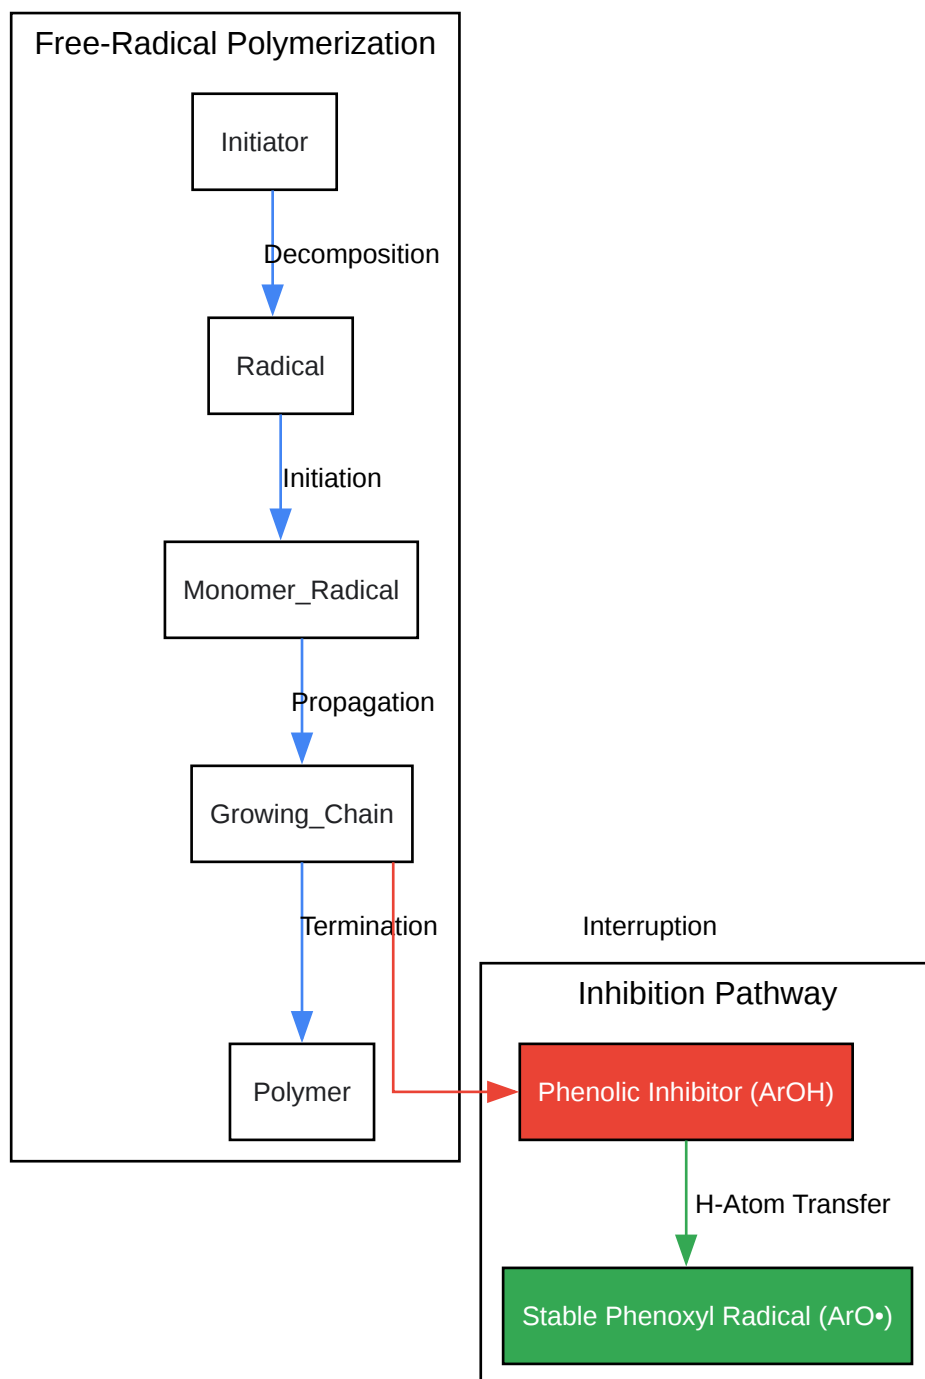 Free-Radical Polymerization
Initiator
Decomposition
Radical
Initiation
Monomer_Radical
Propagation
Growing_Chain
Termination
Interruption
Inhibition Pathway
Polymer
Phenolic Inhibitor (ArOH)
H-Atom Transfer
Stable Phenoxyl Radical (ArO•)